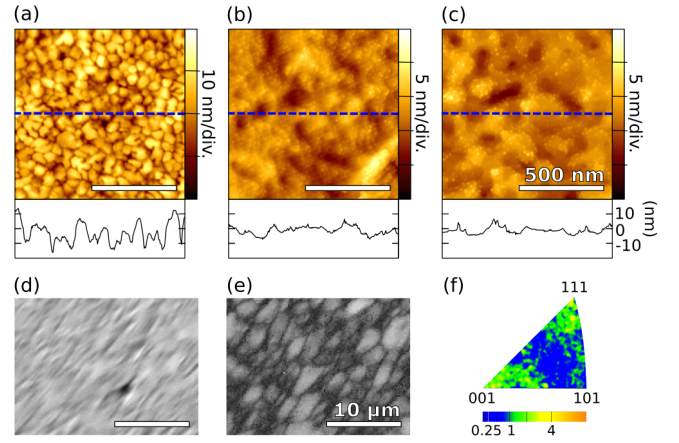 (a)
(b)
(c)
10 nm/div.
5 nm/div.
5 nm/div.
500 nm
(nm)
10
0
-10
(d)
(e)
(f)
10 μm
111
001
101
0.25 1 4